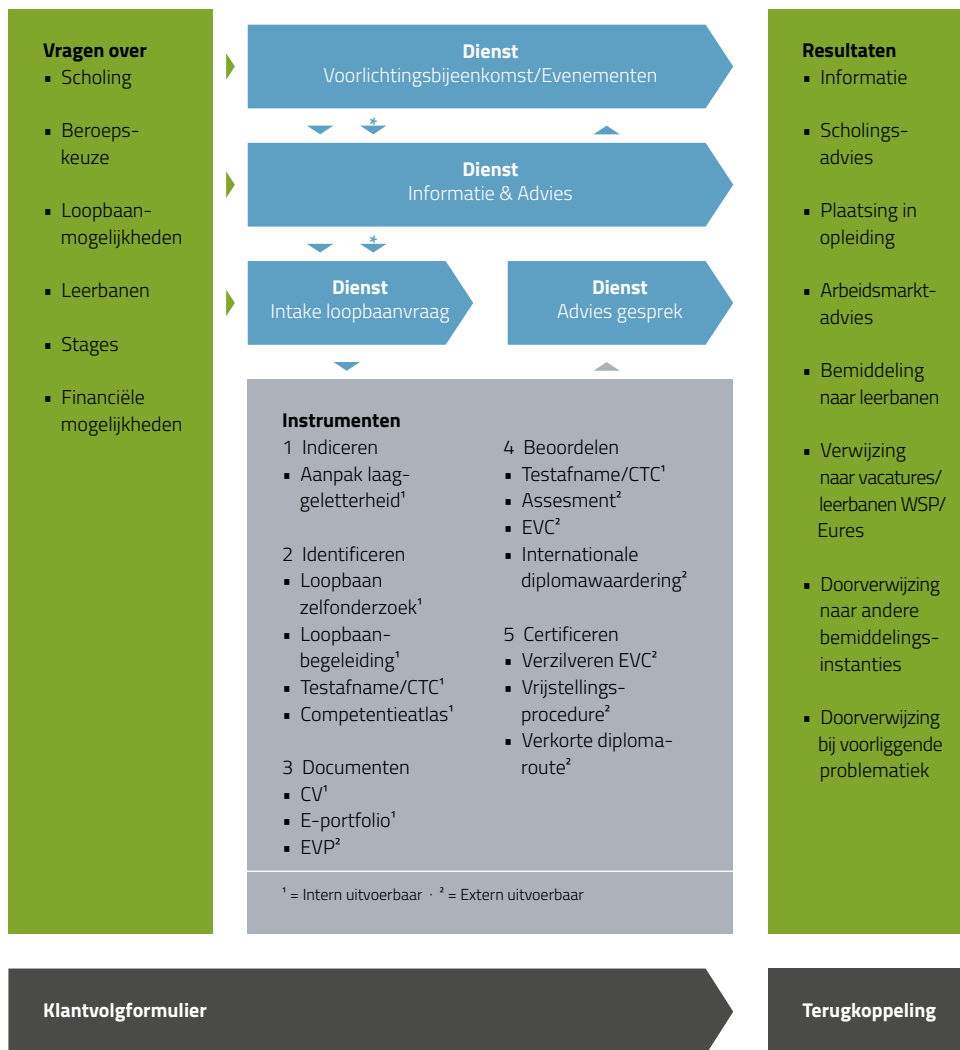 Vragen over
▪ Scholing
▪ Beroeps-
keuze
▪ Loopbaan-
mogelijkheden
▪ Leerbanen
▪ Stages
▪ Financiële
mogelijkheden
Dienst
Voorlichtingsbijeenkomst/Evenementen
*
Dienst
Informatie & Advies
*
Dienst
Intake loopbaanvraag
Dienst
Advies gesprek
Instrumenten
1 Indiceren
▪ Aanpak laag-
geletterheid¹
2 Identificeren
▪ Loopbaan
zelfonderzoek¹
▪ Loopbaan-
begeleiding¹
▪ Testafname/CTC¹
▪ Competentieatlas¹
3 Documenten
▪ CV¹
▪ E-portfolio¹
▪ EVP²
4 Beoordelen
▪ Testafname/CTC¹
▪ Assesment²
▪ EVC²
▪ Internationale
diplomawaardering²
5 Certificeren
▪ Verzilveren EVC²
▪ Vrijstellings-
procedure²
▪ Verkorte diploma-
route²
¹ = Intern uitvoerbaar · ² = Extern uitvoerbaar
Resultaten
▪ Informatie
▪ Scholings-
advies
▪ Plaatsing in
opleiding
▪ Arbeidsmarkt-
advies
▪ Bemiddeling
naar leerbanen
▪ Verwijzing
naar vacatures/
leerbanen WSP/
Eures
▪ Doorverwijzing
naar andere
bemiddelings-
instanties
▪ Doorverwijzing
bij voorliggende
problematiek
Klantvolgformulier
Terugkoppeling